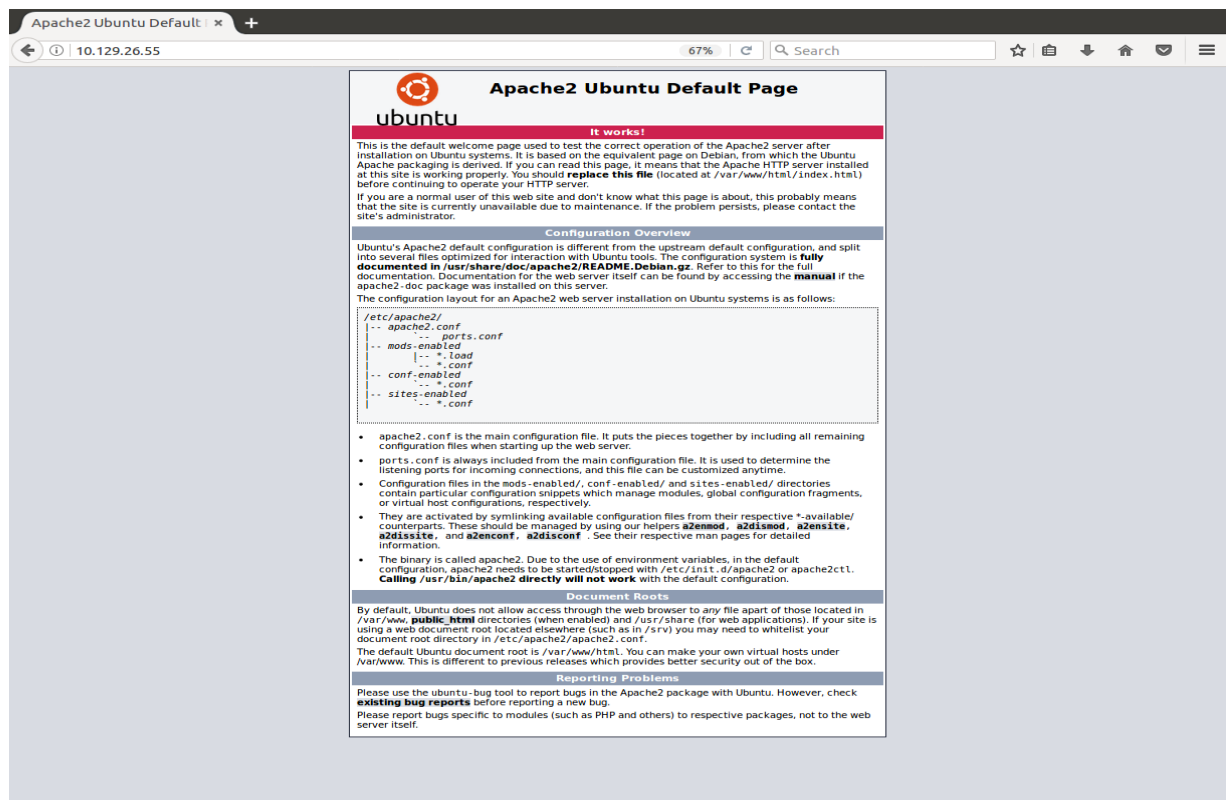 Apache2 Ubuntu Default
10.129.26.55
67%
Search
ubuntu
Apache2 Ubuntu Default Page
It works!
This is the default welcome page used to test the correct operation of the Apache2 server after
installation on Ubuntu systems. It is based on the equivalent page on Debian, from which the Ubuntu
Apache packaging is derived. If you can read this page, it means that the Apache HTTP server installed
at this site is working properly. You should replace this file (located at /var/www/html/index.html)
before continuing to operate your HTTP server.
If you are a normal user of this web site and don't know what this page is about, this probably means
that the site is currently unavailable due to maintenance. If the problem persists, please contact the
site's administrator.
Configuration Overview
Ubuntu's Apache2 default configuration is different from the upstream default configuration, and split
into several files optimized for interaction with Ubuntu tools. The configuration system is fully
documented in /usr/share/doc/apache2/README.Debian.gz. Refer to this for the full
documentation. Documentation for the web server itself can be found by accessing the manual if the
apache2-doc package was installed on this server.
The configuration layout for an Apache2 web server installation on Ubuntu systems is as follows:
/etc/apache2/
|-- apache2.conf
|       `--  ports.conf
|-- mods-enabled
|       |-- *.load
|       `-- *.conf
|-- conf-enabled
|       `-- *.conf
|-- sites-enabled
|       `-- *.conf
• apache2.conf is the main configuration file. It puts the pieces together by including all remaining
configuration files when starting up the web server.
• ports.conf is always included from the main configuration file. It is used to determine the
listening ports for incoming connections, and this file can be customized anytime.
• Configuration files in the mods-enabled/, conf-enabled/ and sites-enabled/ directories
contain particular configuration snippets which manage modules, global configuration fragments,
or virtual host configurations, respectively.
• They are activated by symlinking available configuration files from their respective *-available/
counterparts. These should be managed by using our helpers a2enmod, a2dismod, a2ensite,
a2dissite, and a2enconf, a2disconf . See their respective man pages for detailed
information.
• The binary is called apache2. Due to the use of environment variables, in the default
configuration, apache2 needs to be started/stopped with /etc/init.d/apache2 or apache2ctl.
Calling /usr/bin/apache2 directly will not work with the default configuration.
Document Roots
By default, Ubuntu does not allow access through the web browser to any file apart of those located in
/var/www, public_html directories (when enabled) and /usr/share (for web applications). If your site is
using a web document root located elsewhere (such as in /srv) you may need to whitelist your
document root directory in /etc/apache2/apache2.conf.
The default Ubuntu document root is /var/www/html. You can make your own virtual hosts under
/var/www. This is different to previous releases which provides better security out of the box.
Reporting Problems
Please use the ubuntu-bug tool to report bugs in the Apache2 package with Ubuntu. However, check
existing bug reports before reporting a new bug.
Please report bugs specific to modules (such as PHP and others) to respective packages, not to the web
server itself.